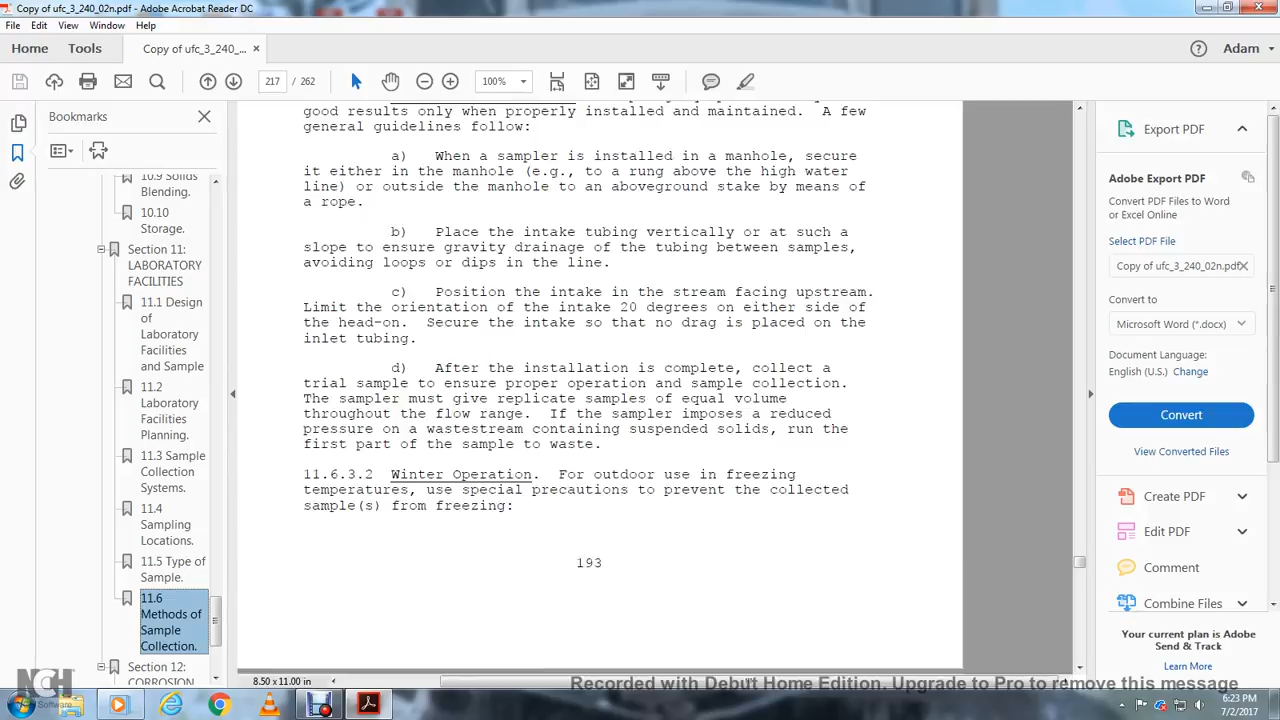 Copy of ufc_3_240_02n.pdf - Adobe Acrobat Reader DC
File Edit View Window Help
Home Tools Copy of ufc_3_240_... × Adam
217 / 262 100%
Bookmarks
10.9 Solids
Blending.
10.10
Storage.
Section 11:
LABORATORY
FACILITIES
11.1 Design
of
Laboratory
Facilities
and Sample
11.2
Laboratory
Facilities
Planning.
11.3 Sample
Collection
Systems.
11.4
Sampling
Locations.
11.5 Type of
Sample.
11.6
Methods of
Sample
Collection.
Section 12:
CORROSION
good results only when properly installed and maintained. A few
general guidelines follow:
a) When a sampler is installed in a manhole, secure
it either in the manhole (e.g., to a rung above the high water
line) or outside the manhole to an aboveground stake by means of
a rope.
b) Place the intake tubing vertically or at such a
slope to ensure gravity drainage of the tubing between samples,
avoiding loops or dips in the line.
c) Position the intake in the stream facing upstream.
Limit the orientation of the intake 20 degrees on either side of
the head-on. Secure the intake so that no drag is placed on the
inlet tubing.
d) After the installation is complete, collect a
trial sample to ensure proper operation and sample collection.
The sampler must give replicate samples of equal volume
throughout the flow range. If the sampler imposes a reduced
pressure on a wastestream containing suspended solids, run the
first part of the sample to waste.
11.6.3.2 Winter Operation. For outdoor use in freezing
temperatures, use special precautions to prevent the collected
sample(s) from freezing:
193
8.50 x 11.00 in
Export PDF
Adobe Export PDF
Convert PDF Files to Word
or Excel Online
Select PDF File
Copy of ufc_3_240_02n.pdf
Convert to
Microsoft Word (*.docx)
Document Language:
English (U.S.) Change
Convert
View Converted Files
Create PDF
Edit PDF
Comment
Combine Files
Your current plan is Adobe
Send & Track
Learn More
Recorded with Debut Home Edition. Upgrade to Pro to remove this message
NCH
Software
6:23 PM
7/2/2017